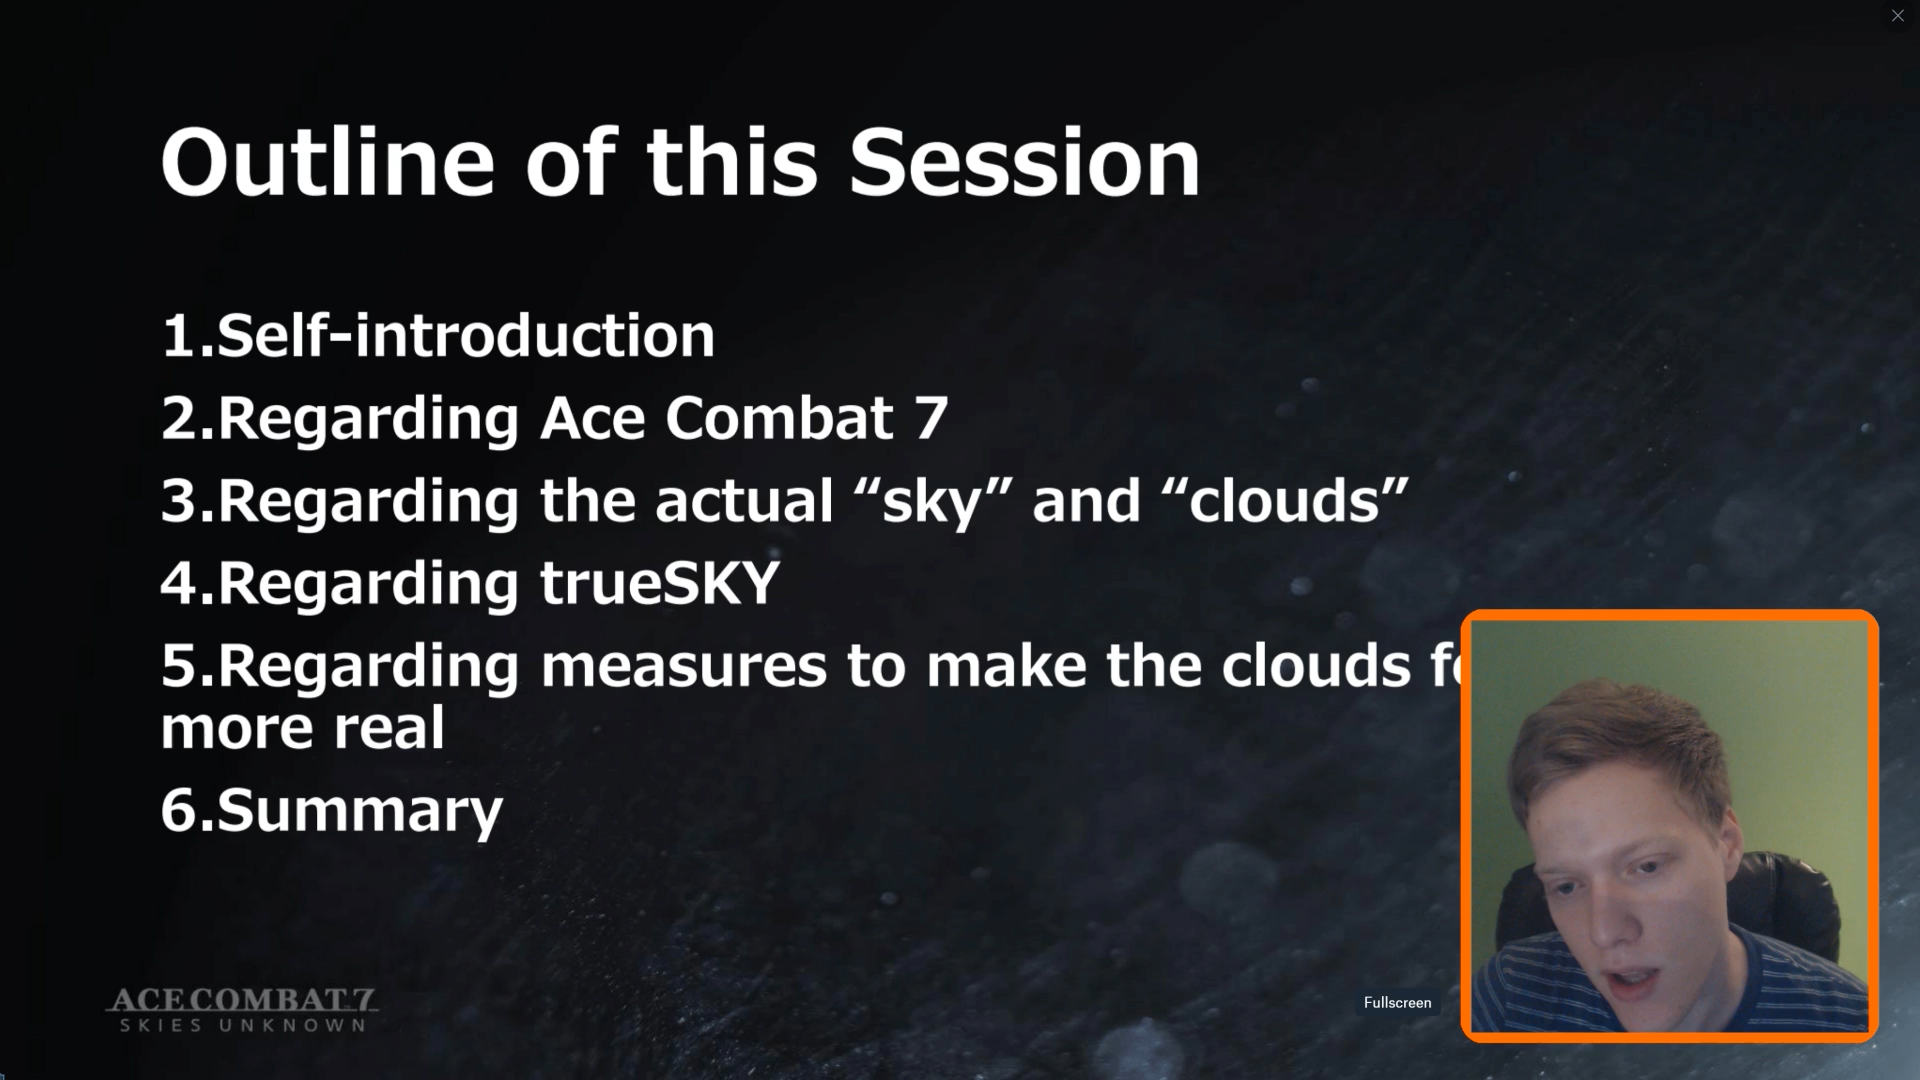 Outline of this Session
1.Self-introduction
2.Regarding Ace Combat 7
3.Regarding the actual “sky” and “clouds”
4.Regarding trueSKY
5.Regarding measures to make the clouds
more real
6.Summary
ACE COMBAT 7
SKIES UNKNOWN
Fullscreen